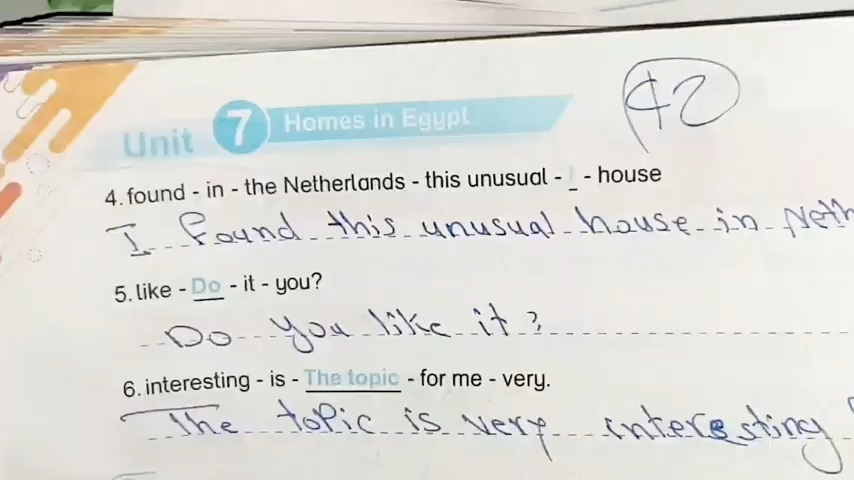 Unit 7 Homes in Egypt
42
4. found - in - the Netherlands - this unusual - I - house
I found this unusual house in Neth
5. like - Do - it - you?
Do you like it?
6. interesting - is - The topic - for me - very.
The topic is very interesting